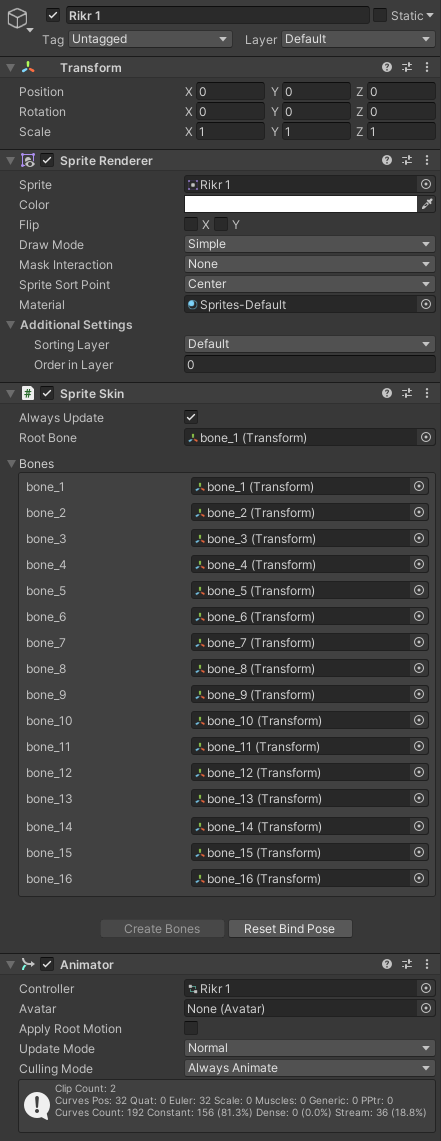 Rikr 1 Static
Tag Untagged Layer Default
Transform
Position X 0 Y 0 Z 0
Rotation X 0 Y 0 Z 0
Scale X 1 Y 1 Z 1
Sprite Renderer
Sprite Rikr 1
Color
Flip X Y
Draw Mode Simple
Mask Interaction None
Sprite Sort Point Center
Material Sprites-Default
Additional Settings
Sorting Layer Default
Order in Layer 0
# Sprite Skin
Always Update
Root Bone bone_1 (Transform)
Bones
bone_1 bone_1 (Transform)
bone_2 bone_2 (Transform)
bone_3 bone_3 (Transform)
bone_4 bone_4 (Transform)
bone_5 bone_5 (Transform)
bone_6 bone_6 (Transform)
bone_7 bone_7 (Transform)
bone_8 bone_8 (Transform)
bone_9 bone_9 (Transform)
bone_10 bone_10 (Transform)
bone_11 bone_11 (Transform)
bone_12 bone_12 (Transform)
bone_13 bone_13 (Transform)
bone_14 bone_14 (Transform)
bone_15 bone_15 (Transform)
bone_16 bone_16 (Transform)
Create Bones Reset Bind Pose
Animator
Controller Rikr 1
Avatar None (Avatar)
Apply Root Motion
Update Mode Normal
Culling Mode Always Animate
Clip Count: 2
Curves Pos: 32 Quat: 0 Euler: 32 Scale: 0 Muscles: 0 Generic: 0 PPtr: 0
Curves Count: 192 Constant: 156 (81.3%) Dense: 0 (0.0%) Stream: 36 (18.8%)